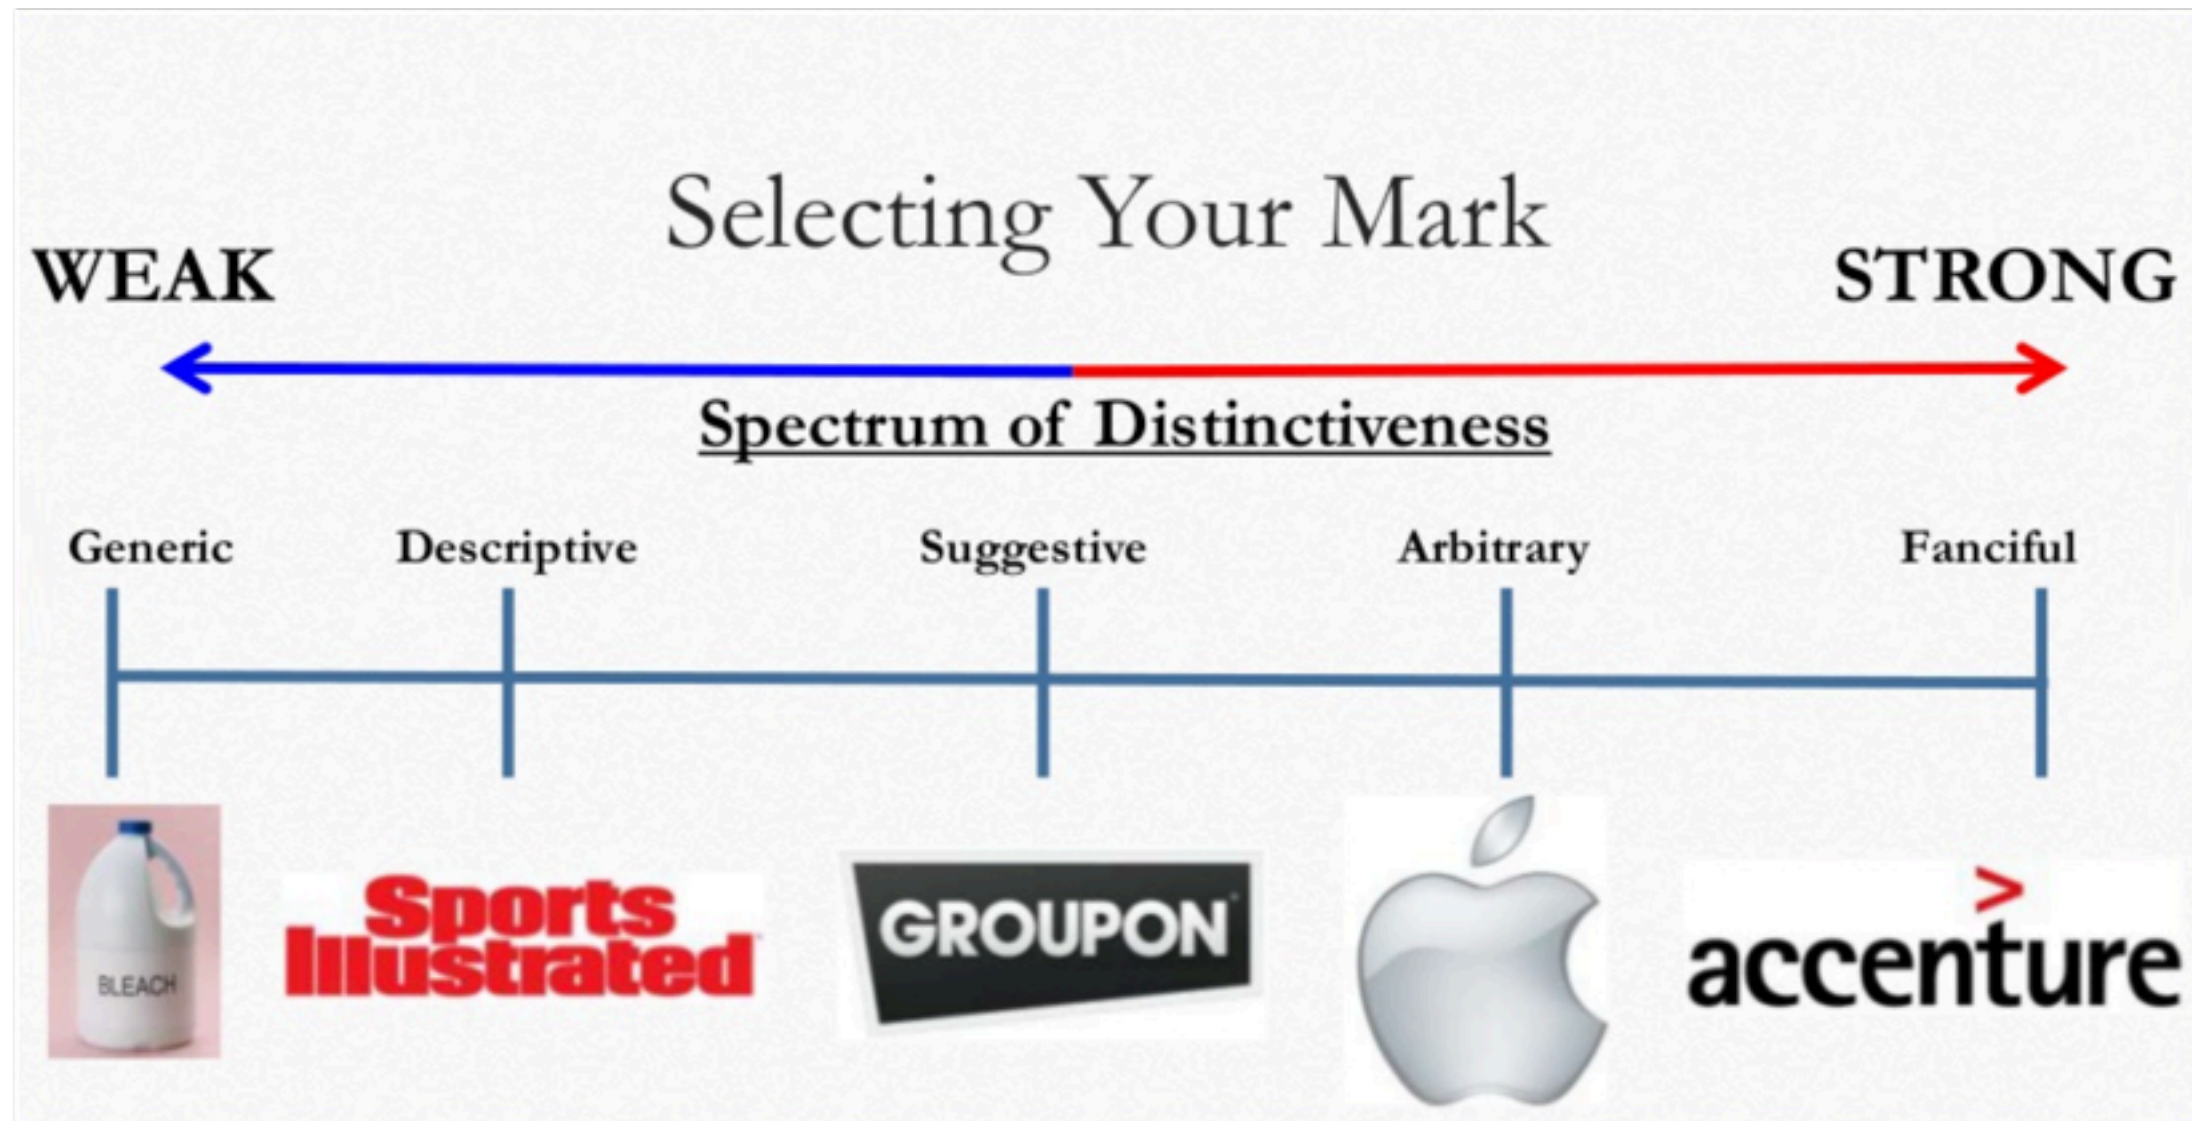 Selecting Your Mark
WEAK
STRONG
Spectrum of Distinctiveness
Generic
Descriptive
Suggestive
Arbitrary
Fanciful
BLEACH
Sports
Illustrated
GROUPON
>
accenture